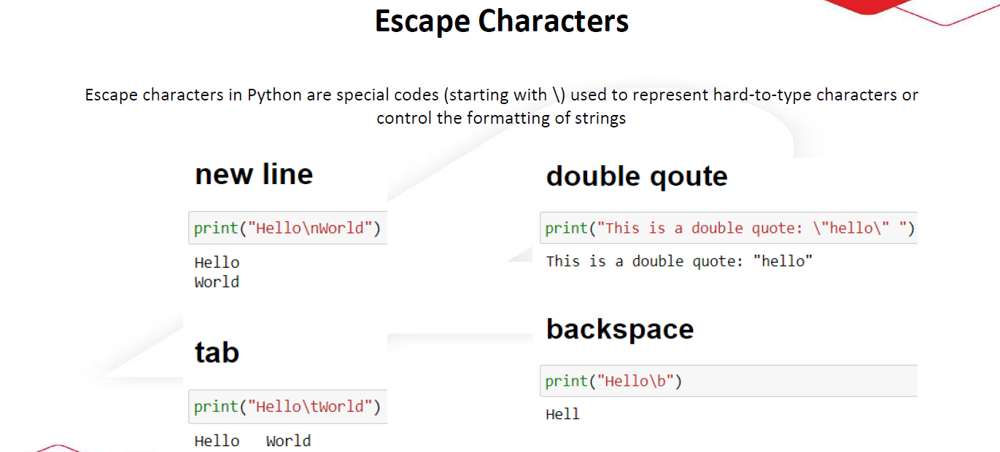 Escape Characters
Escape characters in Python are special codes (starting with \) used to represent hard-to-type characters or
control the formatting of strings
new line
print("Hello\nWorld")
Hello
World
tab
print("Hello\tWorld")
Hello   World
double qoute
print("This is a double quote: \"hello\" ")
This is a double quote: "hello"
backspace
print("Hello\b")
Hell